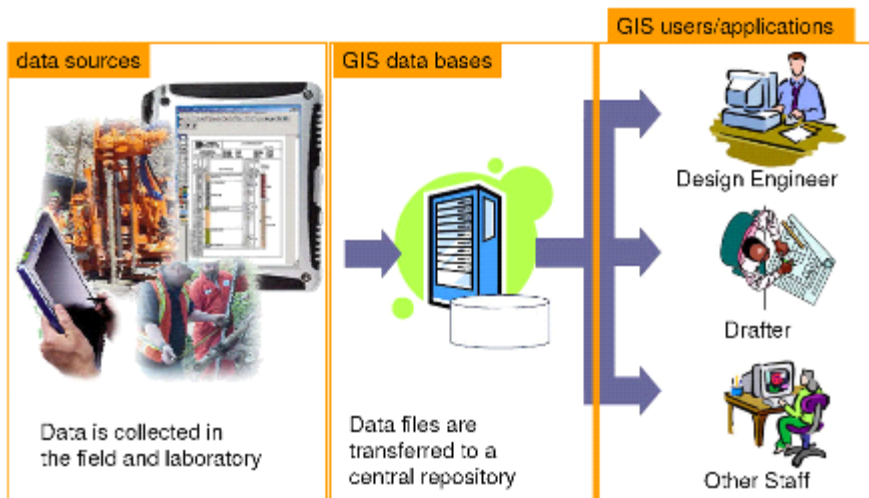 data sources
Data is collected in
the field and laboratory
GIS data bases
Data files are
transferred to a
central repository
GIS users/applications
Design Engineer
Drafter
Other Staff